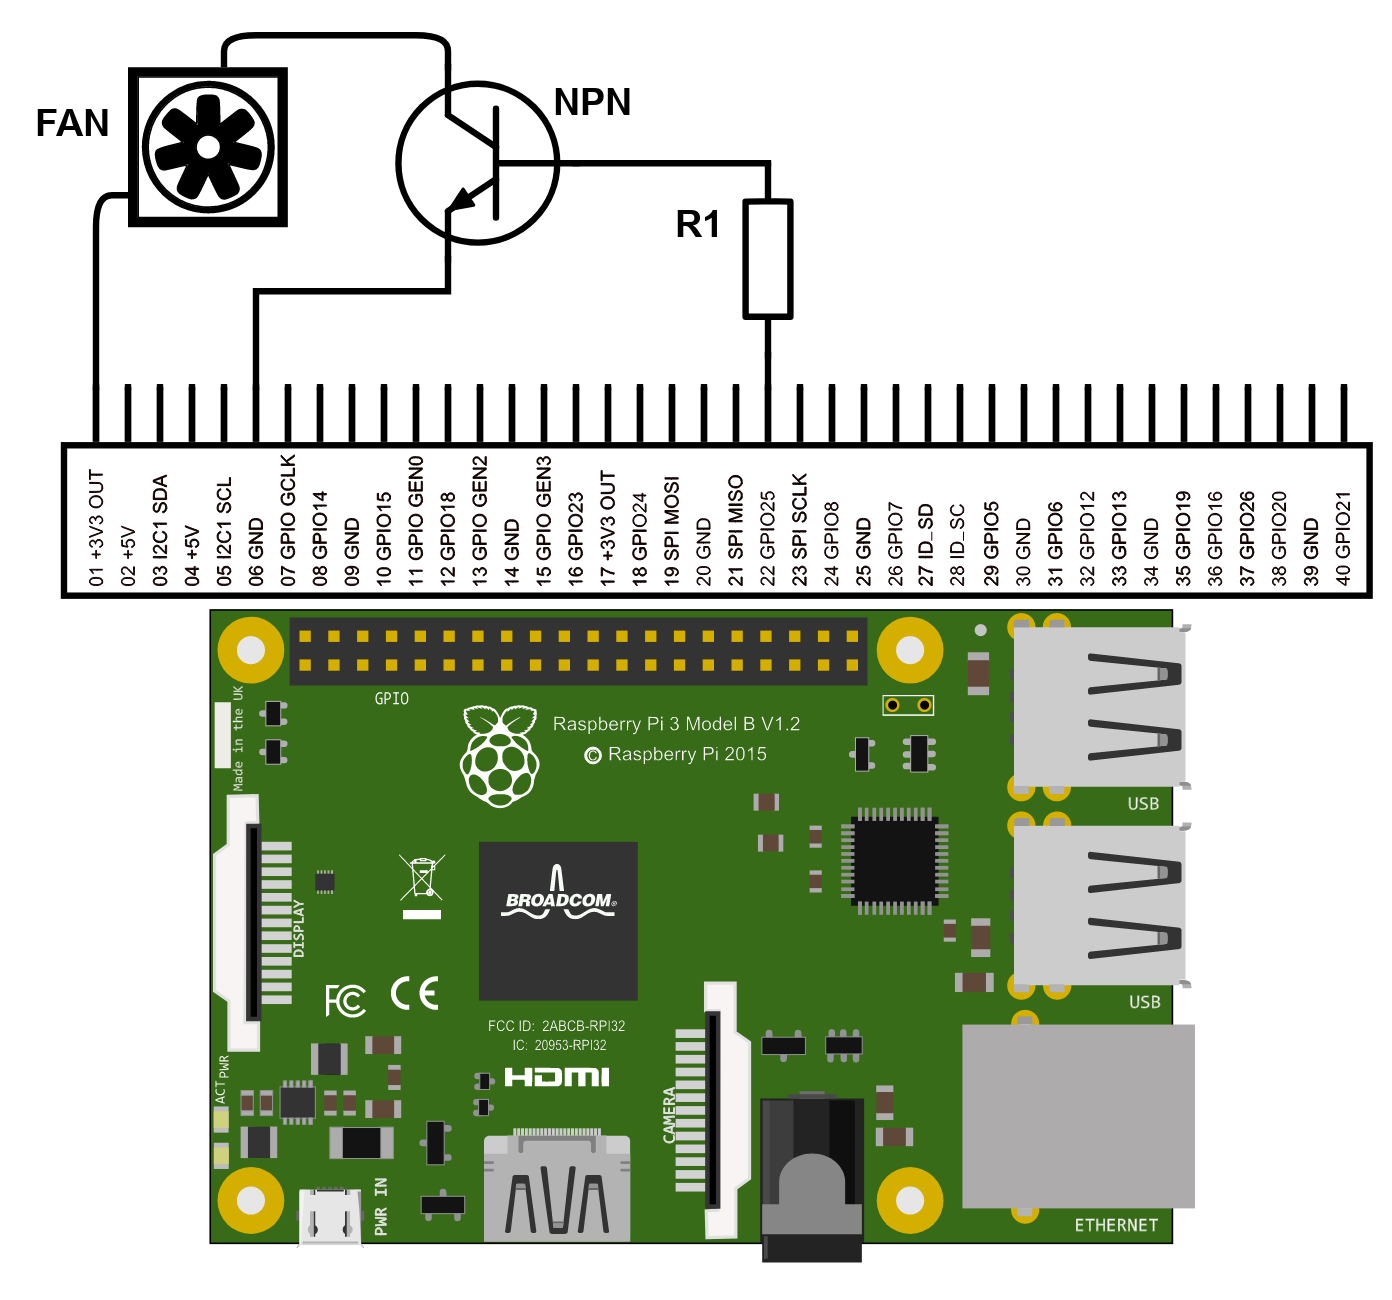 FAN
NPN
R1
01 +3V3 OUT
02 +5V
03 I2C1 SDA
04 +5V
05 I2C1 SCL
06 GND
07 GPIO GCLK
08 GPIO14
09 GND
10 GPIO15
11 GPIO GEN0
12 GPIO18
13 GPIO GEN2
14 GND
15 GPIO GEN3
16 GPIO23
17 +3V3 OUT
18 GPIO24
19 SPI MOSI
20 GND
21 SPI MISO
22 GPIO25
23 SPI SCLK
24 GPIO8
25 GND
26 GPIO7
27 ID_SD
28 ID_SC
29 GPIO5
30 GND
31 GPIO6
32 GPIO12
33 GPIO13
34 GND
35 GPIO19
36 GPIO16
37 GPIO26
38 GPIO20
39 GND
40 GPIO21
GPIO
Made in the UK
Raspberry Pi 3 Model B V1.2
© Raspberry Pi 2015
USB
BROADCOM®
DISPLAY
FC CE
USB
FCC ID: 2ABCB-RPI32
IC: 20953-RPI32
HDMI
ACT PWR
CAMERA
PWR IN
ETHERNET